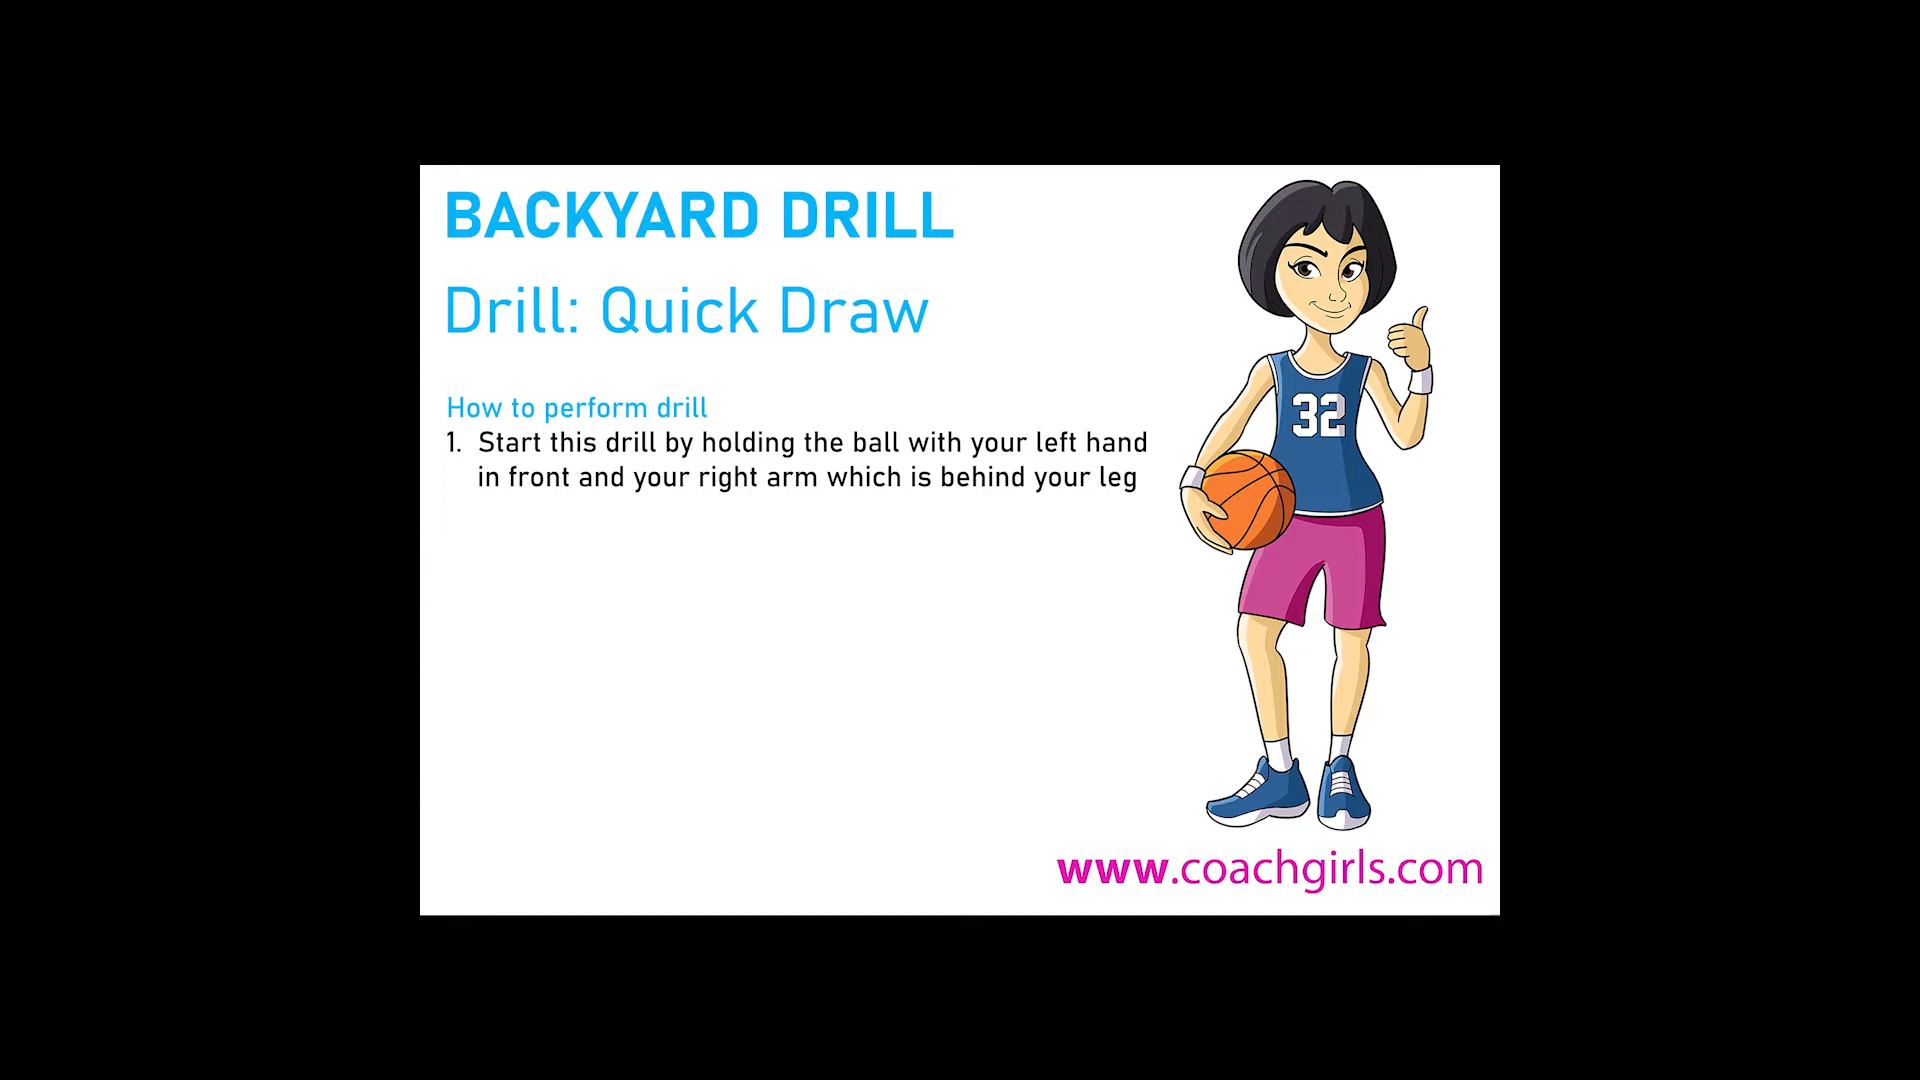 BACKYARD DRILL
Drill: Quick Draw
How to perform drill
1. Start this drill by holding the ball with your left hand
in front and your right arm which is behind your leg
32
www.coachgirls.com